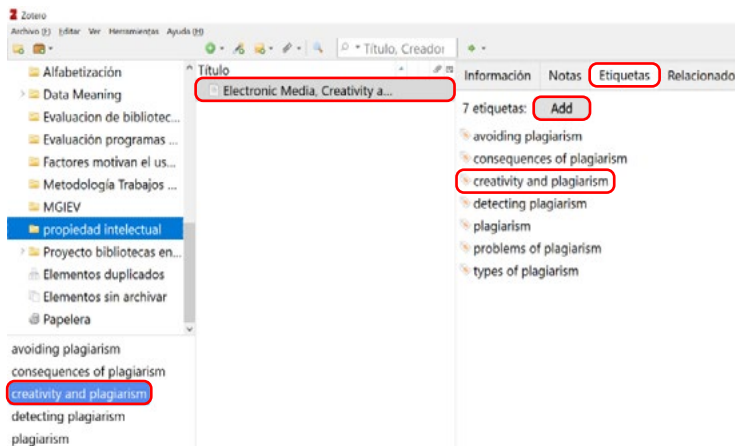 Zotero
Archivo (F) Editar Ver Herramientas Ayuda (H)
Título, Creador
Alfabetización
Data Meaning
Evaluacion de bibliotec...
Evaluación programas ...
Factores motivan el us...
Metodología Trabajos ...
MGIEV
propiedad intelectual
Proyecto bibliotecas en...
Elementos duplicados
Elementos sin archivar
Papelera
avoiding plagiarism
consequences of plagiarism
creativity and plagiarism
detecting plagiarism
plagiarism
Título
Electronic Media, Creativity a...
Información Notas Etiquetas Relacionado
7 etiquetas: Add
avoiding plagiarism
consequences of plagiarism
creativity and plagiarism
detecting plagiarism
plagiarism
problems of plagiarism
types of plagiarism